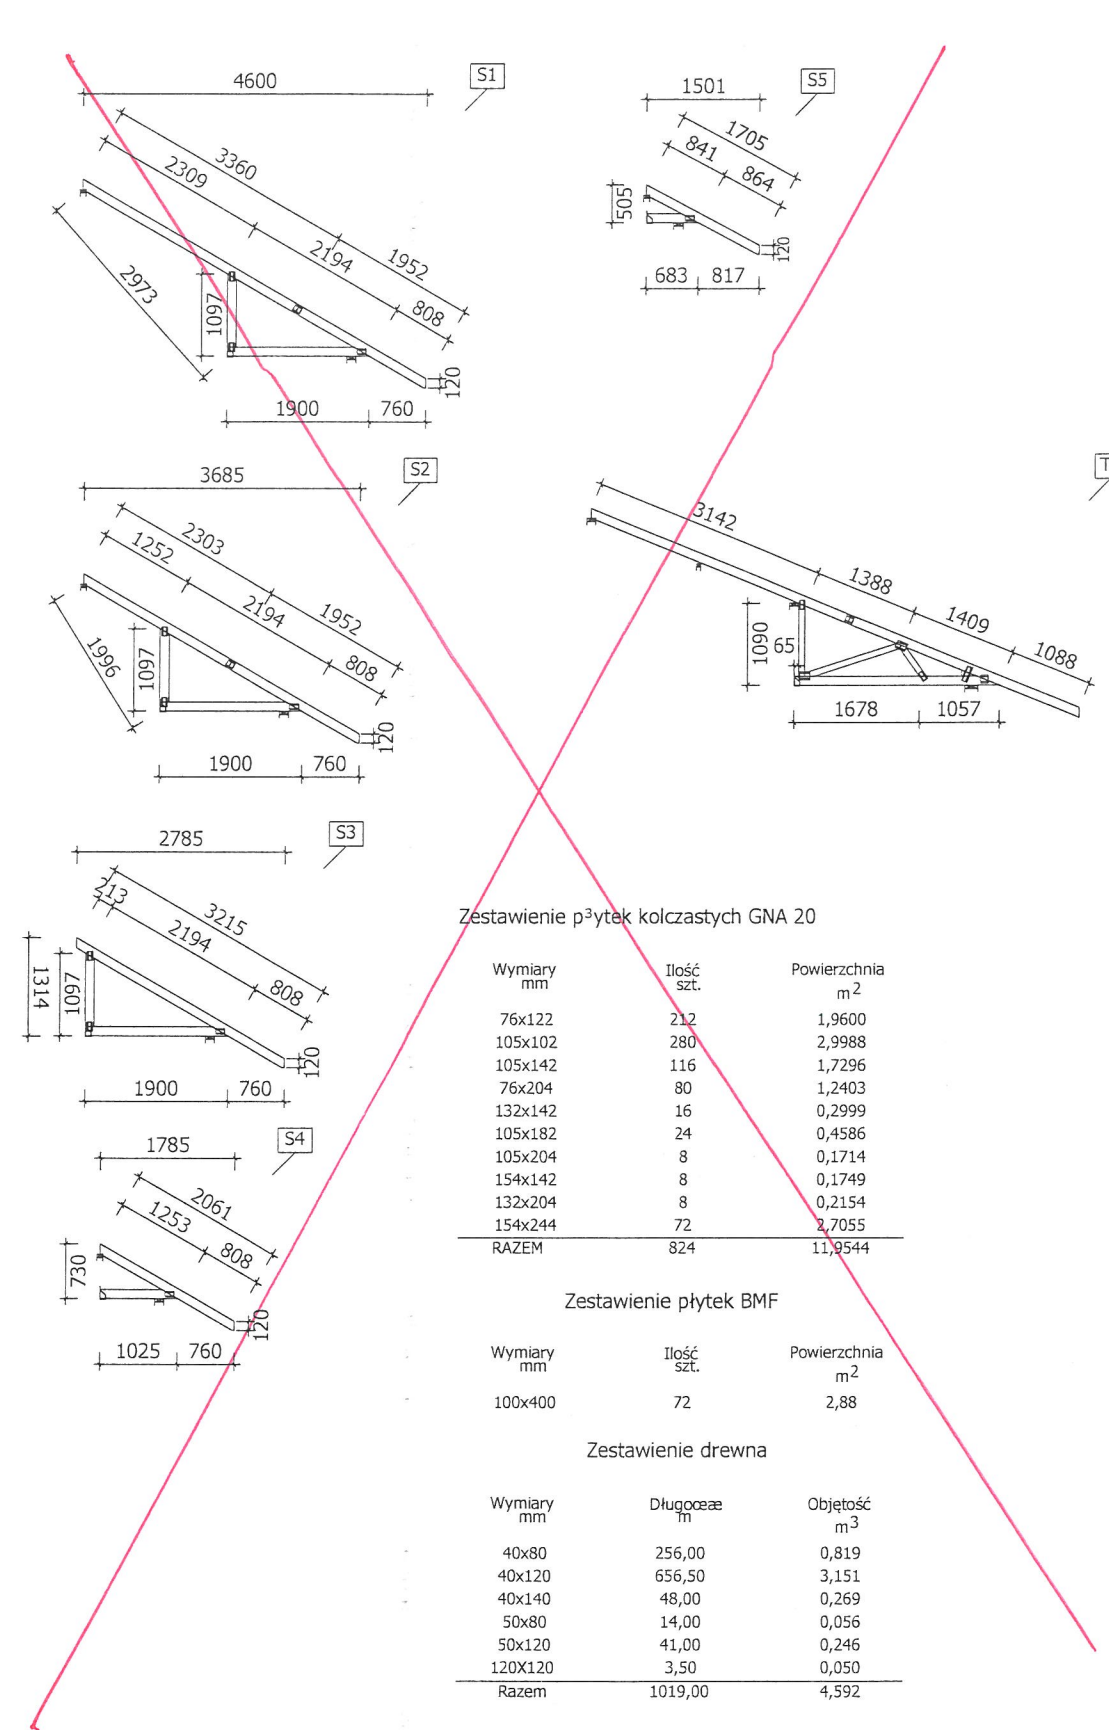 S1
4600
3360
2309
2194
1952
808
2973
1097
120
1900 760
S5
1501
1705
841
864
505
120
683 817
S2
3685
2303
1252
2194
1952
808
1996
1097
120
1900 760
T
3142
1388
1409
1088
1090
65
1678 1057
S3
2785
213
3215
2194
808
1314
1097
120
1900 760
S4
1785
2061
1253
808
730
120
1025 760
Zestawienie p³ytek kolczastych GNA 20
Wymiary Ilość Powierzchnia
mm szt. m2
76x122 212 1,9600
105x102 280 2,9988
105x142 116 1,7296
76x204 80 1,2403
132x142 16 0,2999
105x182 24 0,4586
105x204 8 0,1714
154x142 8 0,1749
132x204 8 0,2154
154x244 72 2,7055
RAZEM 824 11,9544
Zestawienie płytek BMF
Wymiary Ilość Powierzchnia
mm szt. m2
100x400 72 2,88
Zestawienie drewna
Wymiary Długoœæ Objętość
mm m m3
40x80 256,00 0,819
40x120 656,50 3,151
40x140 48,00 0,269
50x80 14,00 0,056
50x120 41,00 0,246
120X120 3,50 0,050
Razem 1019,00 4,592